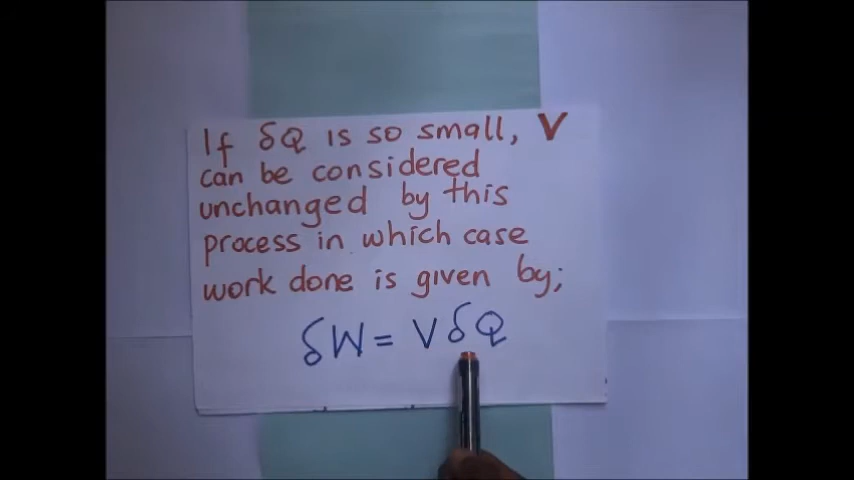 If δQ is so small, V
can be considered
unchanged by this
process in which case
work done is given by;
δW = VδQ